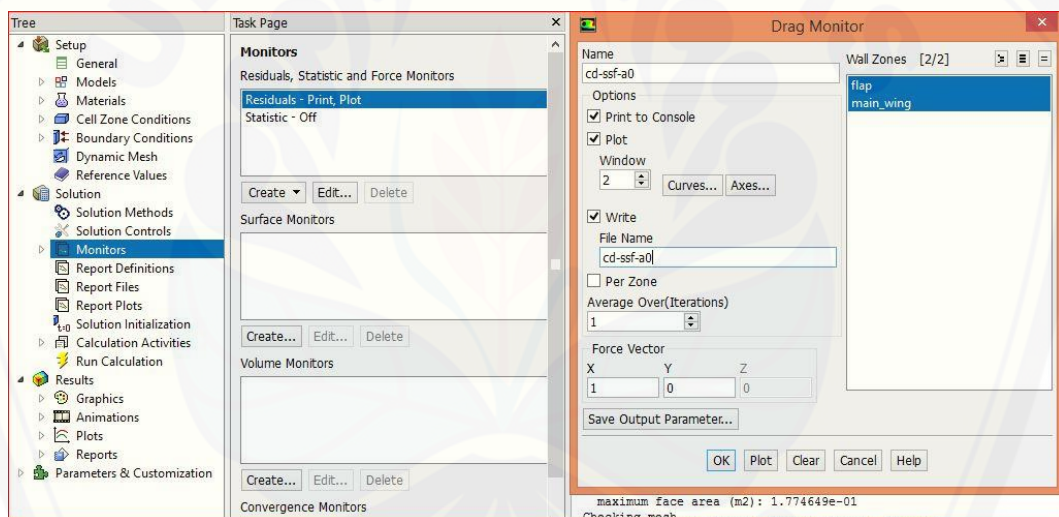 Tree
Setup
General
Models
Materials
Cell Zone Conditions
Boundary Conditions
Dynamic Mesh
Reference Values
Solution
Solution Methods
Solution Controls
Monitors
Report Definitions
Report Files
Report Plots
t=0 Solution Initialization
Calculation Activities
Run Calculation
Results
Graphics
Animations
Plots
Reports
Parameters & Customization
Task Page
Monitors
Residuals, Statistic and Force Monitors
Residuals - Print, Plot
Statistic - Off
Create Edit... Delete
Surface Monitors
Create... Edit... Delete
Volume Monitors
Create... Edit... Delete
Convergence Monitors
Drag Monitor
Name
cd-ssf-a0
Options
Print to Console
Plot
Window
2 Curves... Axes...
Write
File Name
cd-ssf-a0
Per Zone
Average Over(Iterations)
1
Force Vector
X Y Z
1 0 0
Save Output Parameter...
Wall Zones [2/2]
flap
main_wing
OK Plot Clear Cancel Help
maximum face area (m2): 1.774649e-01
Checking mesh